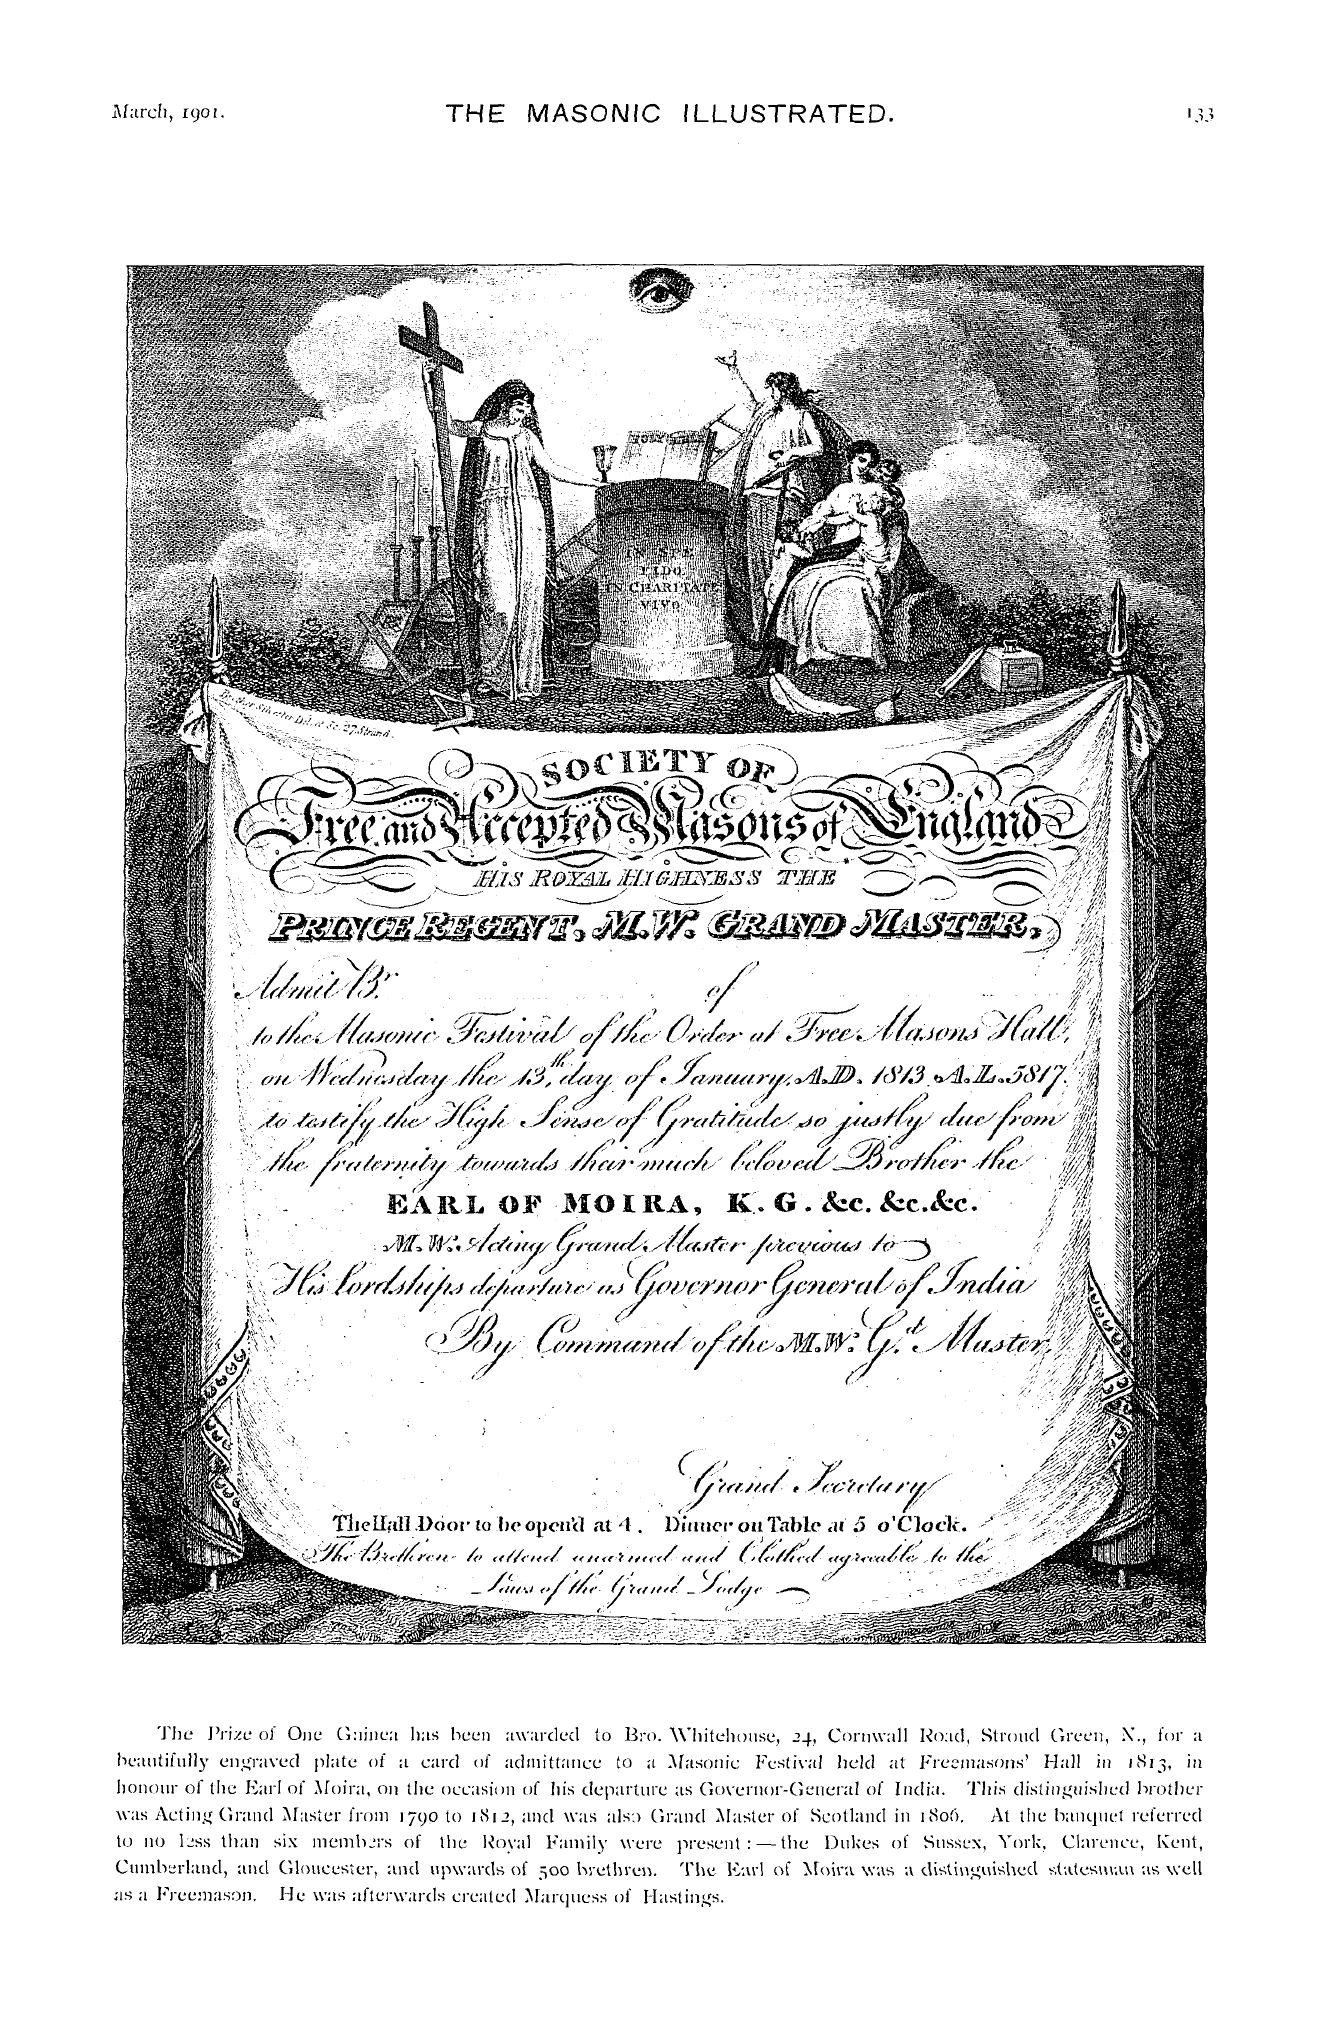 March, 1901.
THE MASONIC ILLUSTRATED.
133
IN SPE
FIDO
IN CHARITATE
VIVO
27 Strand.
SOCIETY OF
Free and Accepted Masons of England
HIS ROYAL HIGHNESS THE
PRINCE REGENT, M.W. GRAND MASTER,
Admit Br. of
to the Masonic Festival of the Order at Free Masons Hall,
on Wednesday the 13th day of January, A.D. 1813 A.L. 5817.
to testify the High Sense of Gratitude so justly due from
the fraternity towards their much beloved Brother the
EARL OF MOIRA, K.G. &c. &c. &c.
M.W. Acting Grand Master previous to
His Lordships departure as Governor General of India
By Command of the M.W. Gd. Master,
Grand Secretary
The Hall Door to be open'd at 4. Dinner on Table at 5 o'Clock.
The Brethren to attend unarmed and Clothed agreeable to the
Laws of the Grand Lodge
The Prize of One Guinea has been awarded to Bro. Whitehouse, 24, Cornwall Road, Stroud Green, N., for a
beautifully engraved plate of a card of admittance to a Masonic Festival held at Freemasons' Hall in 1813, in
honour of the Earl of Moira, on the occasion of his departure as Governor-General of India. This distinguished brother
was Acting Grand Master from 1790 to 1812, and was also Grand Master of Scotland in 1806. At the banquet referred
to no less than six members of the Royal Family were present:—the Dukes of Sussex, York, Clarence, Kent,
Cumberland, and Gloucester, and upwards of 500 brethren. The Earl of Moira was a distinguished statesman as well
as a Freemason. He was afterwards created Marquess of Hastings.